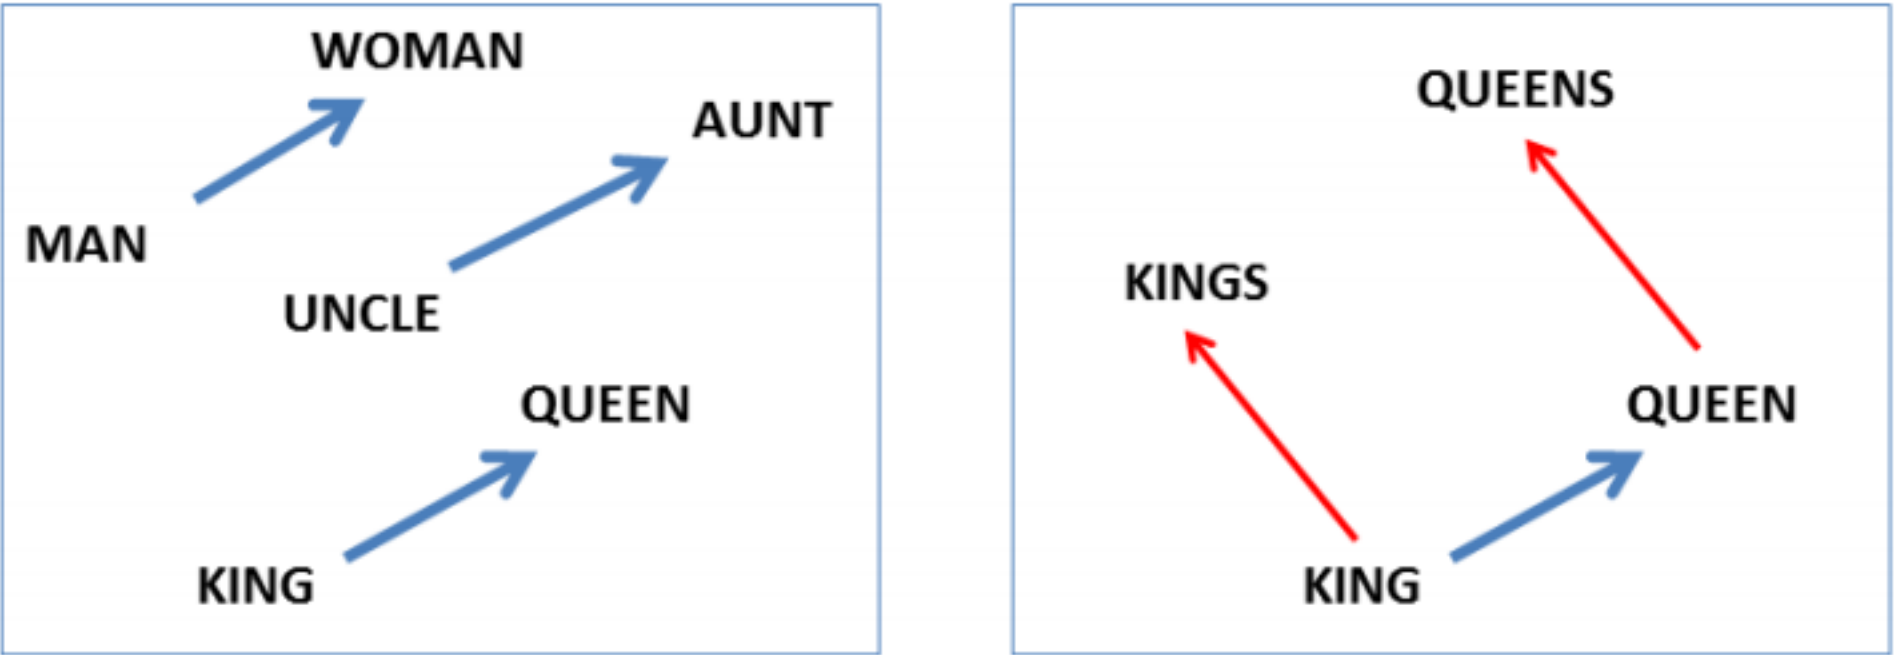 WOMAN
AUNT
MAN
UNCLE
QUEEN
KING
QUEENS
KINGS
QUEEN
KING